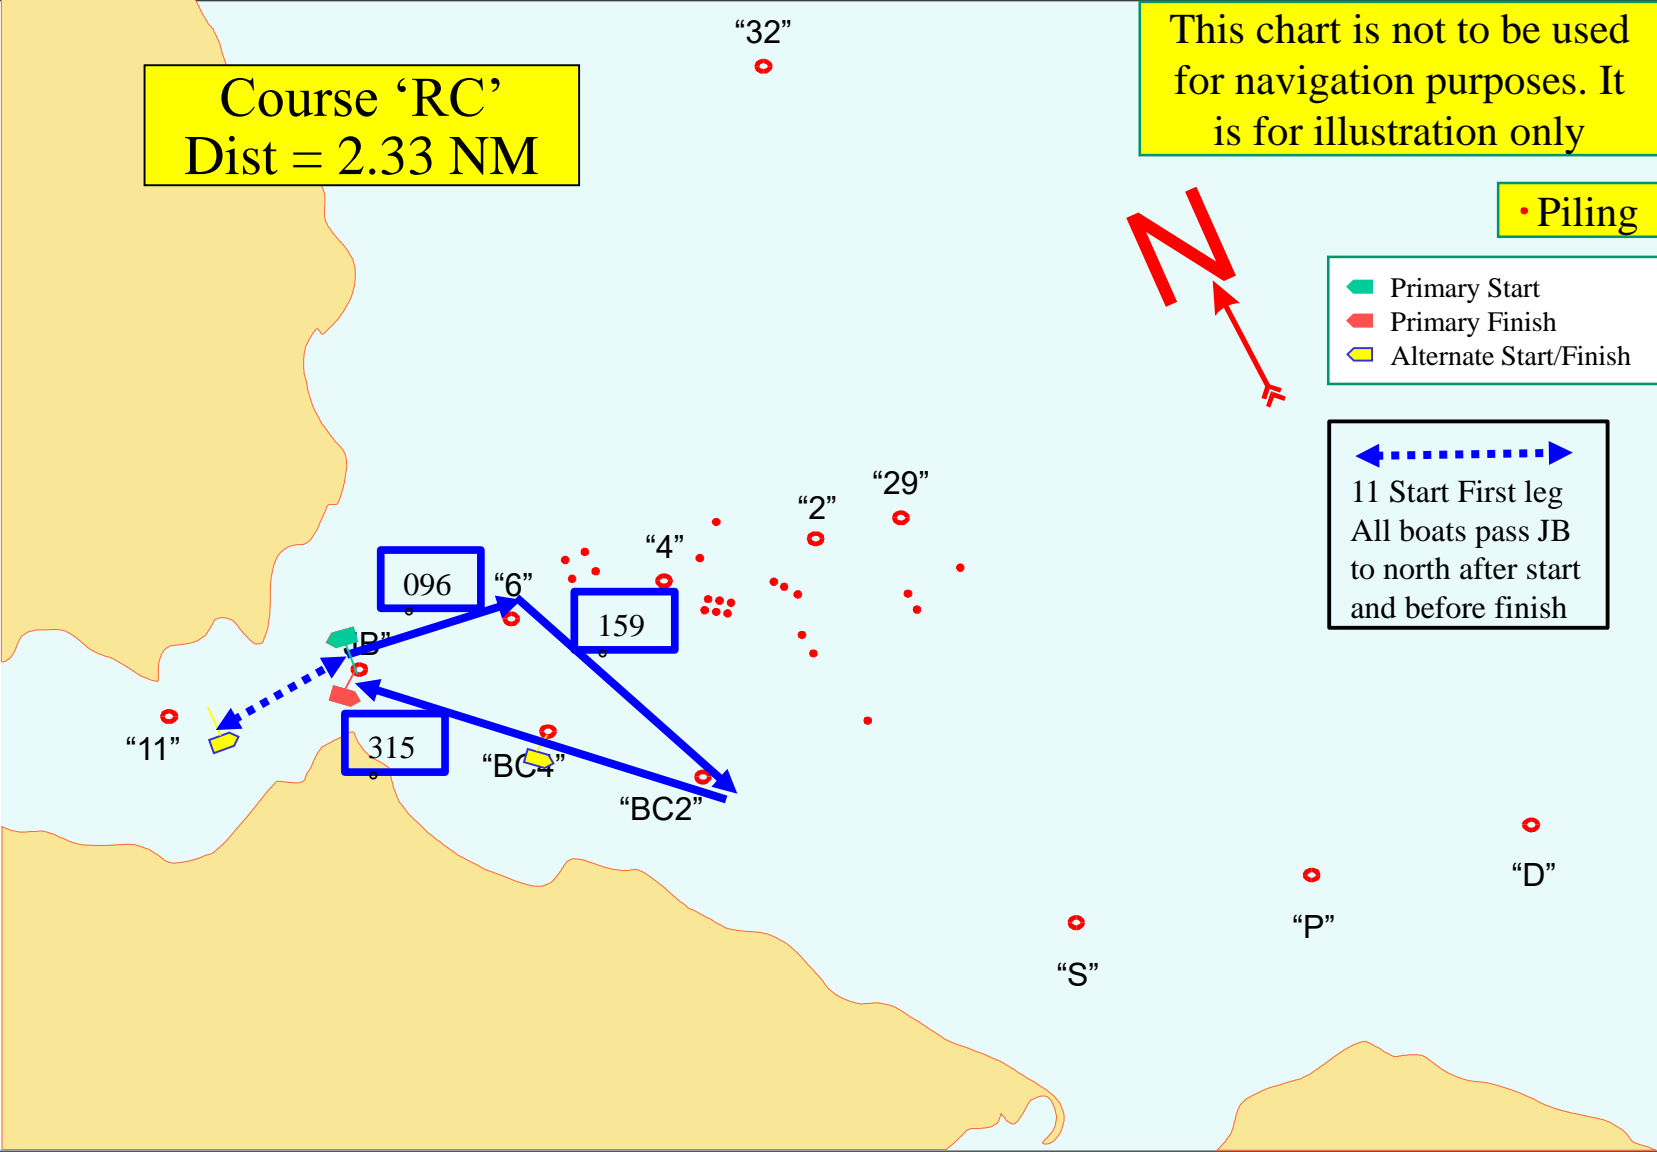 “32”
This chart is not to be used
for navigation purposes. It
is for illustration only
Course ‘RC’
Dist = 2.33 NM
N
Piling
Primary Start
Primary Finish
Alternate Start/Finish
11 Start First leg
All boats pass JB
to north after start
and before finish
“29”
“2”
“4”
096°
“6”
159°
JB”
“11”
315°
“BC4”
“BC2”
“D”
“P”
“S”